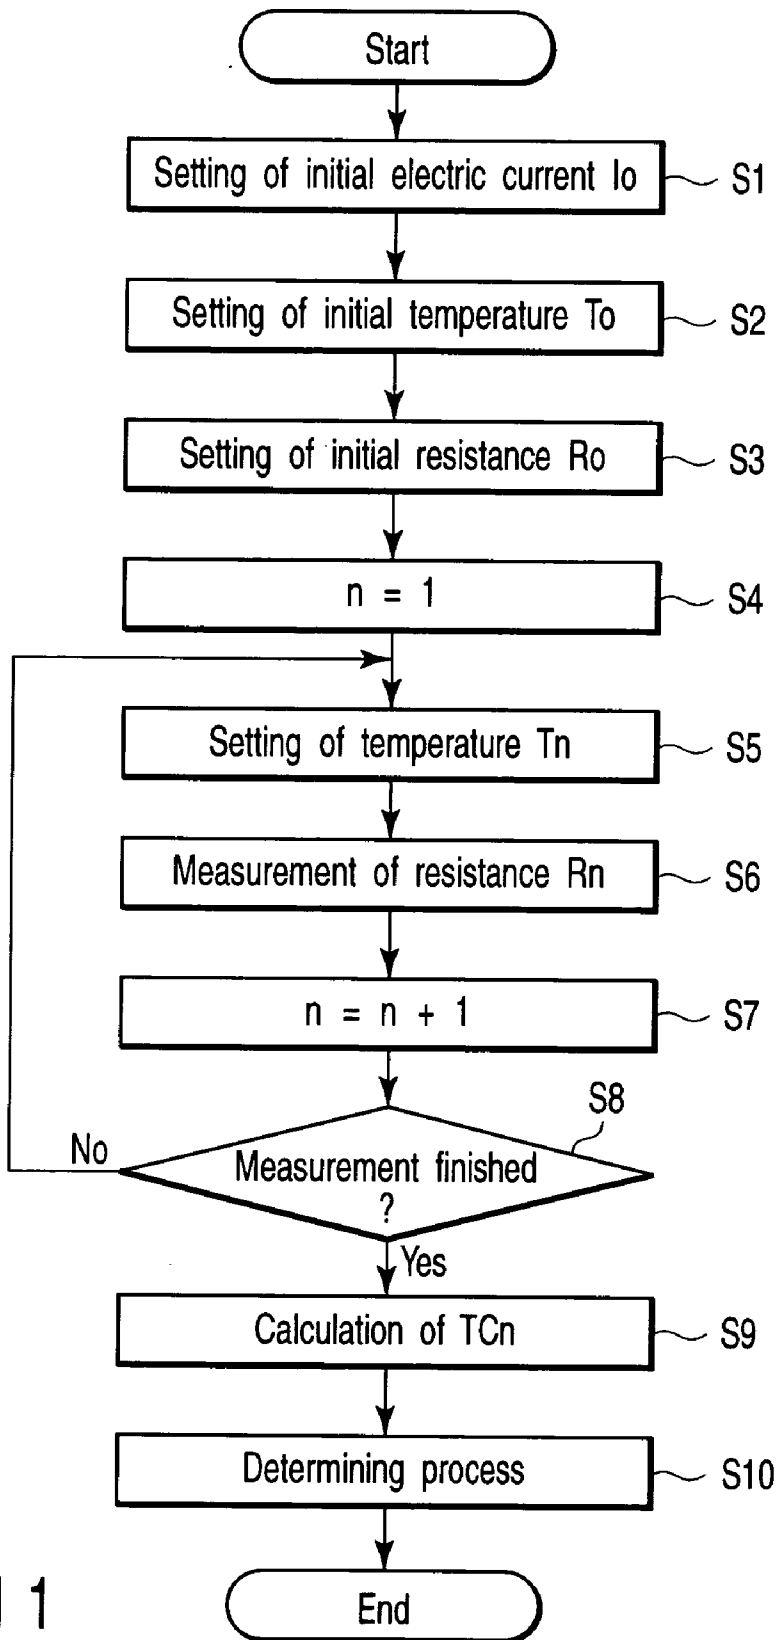 Start
Setting of initial electric current Io
S1
Setting of initial temperature To
S2
Setting of initial resistance Ro
S3
n = 1
S4
Setting of temperature Tn
S5
Measurement of resistance Rn
S6
n = n + 1
S7
S8
No
Measurement finished
?
Yes
Calculation of TCn
S9
Determining process
S10
End
1